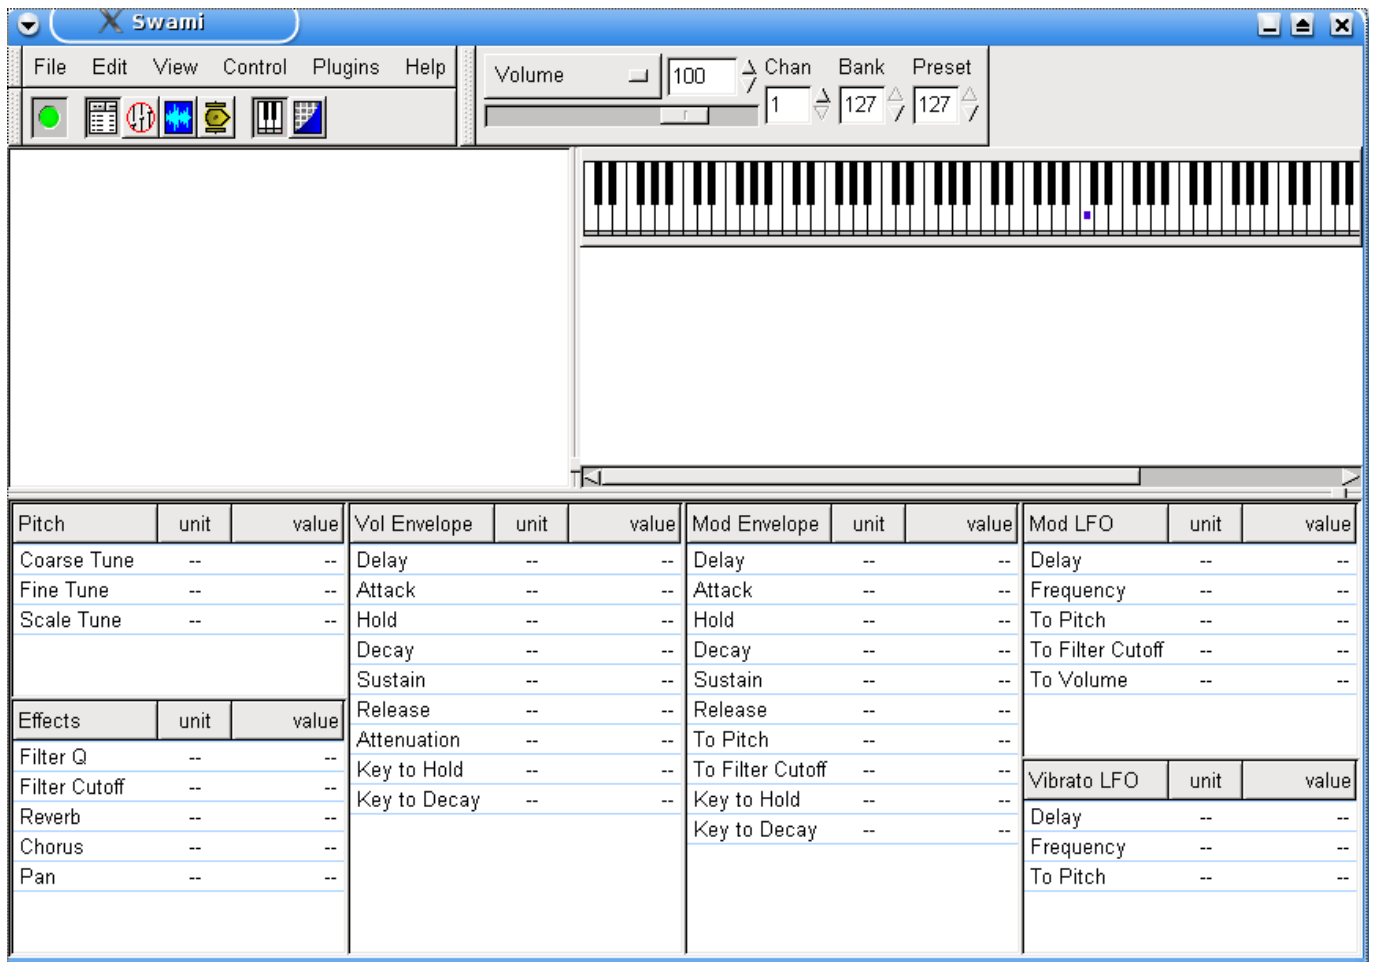 Swami
File Edit View Control Plugins Help
Volume 100 Chan Bank Preset
1 127 127
Pitch unit value
Coarse Tune -- --
Fine Tune -- --
Scale Tune -- --
Effects unit value
Filter Q -- --
Filter Cutoff -- --
Reverb -- --
Chorus -- --
Pan -- --
Vol Envelope unit value
Delay -- --
Attack -- --
Hold -- --
Decay -- --
Sustain -- --
Release -- --
Attenuation -- --
Key to Hold -- --
Key to Decay -- --
Mod Envelope unit value
Delay -- --
Attack -- --
Hold -- --
Decay -- --
Sustain -- --
Release -- --
To Pitch -- --
To Filter Cutoff -- --
Key to Hold -- --
Key to Decay -- --
Mod LFO unit value
Delay -- --
Frequency -- --
To Pitch -- --
To Filter Cutoff -- --
To Volume -- --
Vibrato LFO unit value
Delay -- --
Frequency -- --
To Pitch -- --